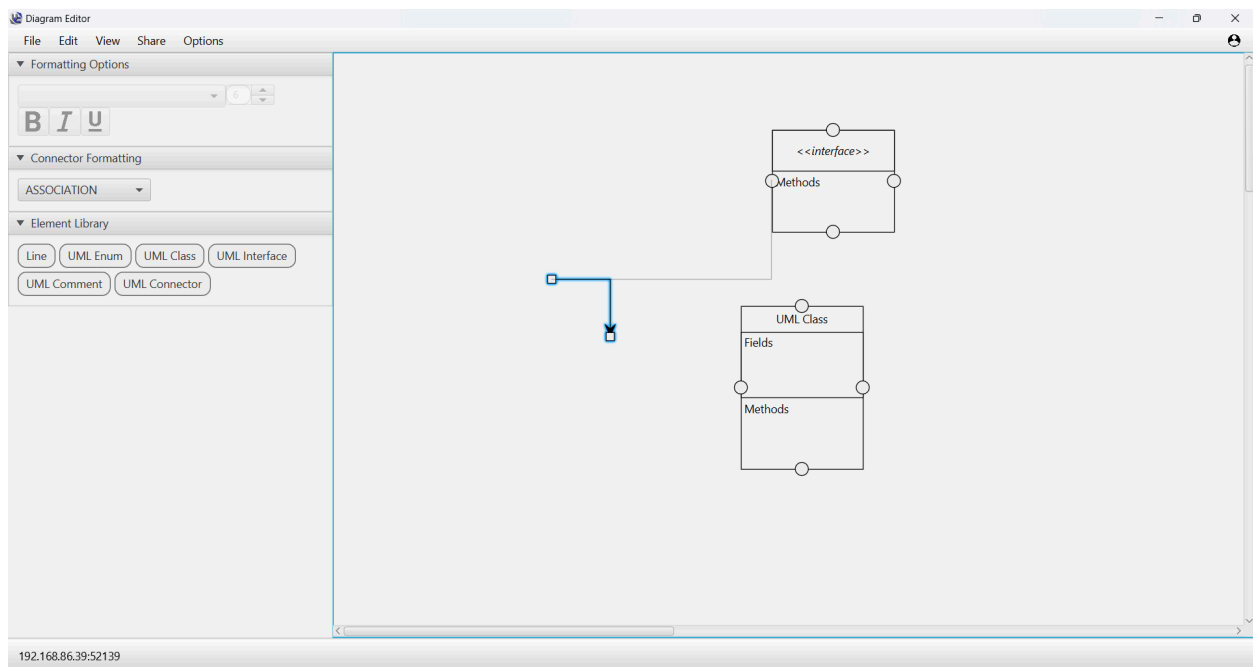 Diagram Editor
File Edit View Share Options
Formatting Options
6
B I U
Connector Formatting
ASSOCIATION
Element Library
Line UML Enum UML Class UML Interface
UML Comment UML Connector
<<interface>>
Methods
UML Class
Fields
Methods
192.168.86.39:52139